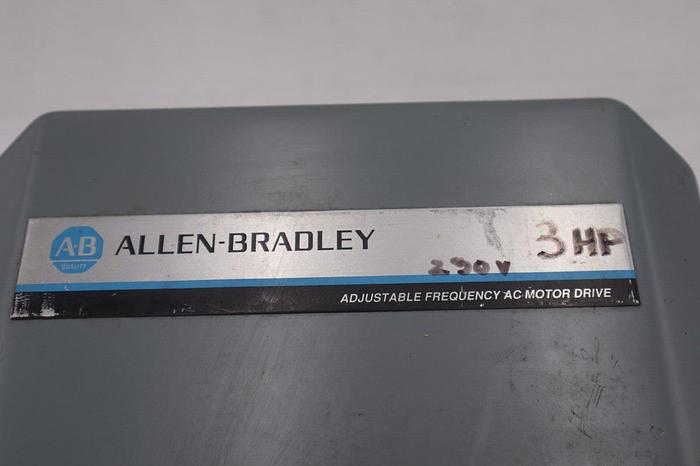 A-B
QUALITY
ALLEN-BRADLEY
230V
3HP
ADJUSTABLE FREQUENCY AC MOTOR DRIVE